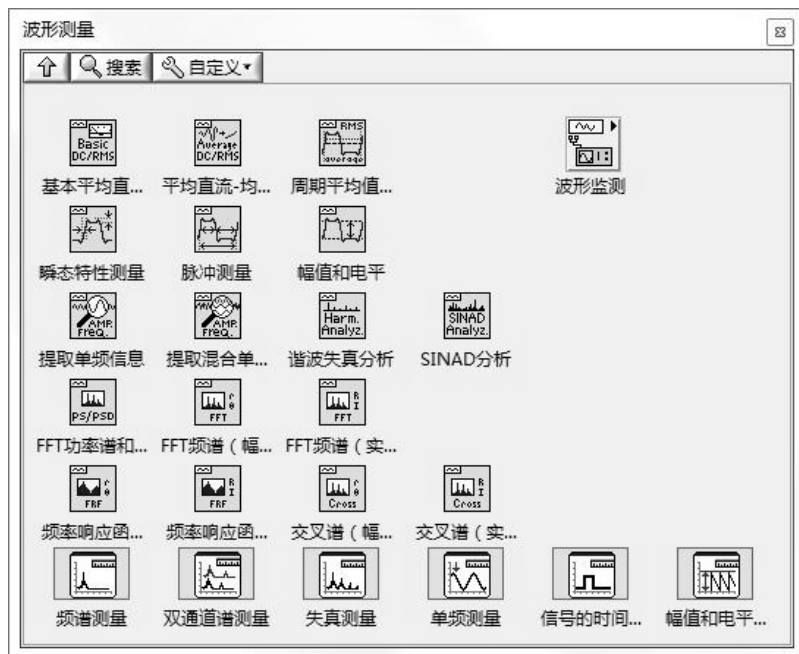 波形测量
搜索 自定义
Basic DC/RMS Average DC/RMS RMS average
基本平均直... 平均直流-均... 周期平均值... 波形监测
瞬态特性测量 脉冲测量 幅值和电平
AMP Freq. AMP Freq. Harm. Analyz. SINAD Analyz.
提取单频信息 提取混合单... 谐波失真分析 SINAD分析
PS/PSD FFT FFT
FFT功率谱和... FFT频谱（幅... FFT频谱（实...
FRF FRF Cross Cross
频率响应函... 频率响应函... 交叉谱（幅... 交叉谱（实...
频谱测量 双通道谱测量 失真测量 单频测量 信号的时间... 幅值和电平...